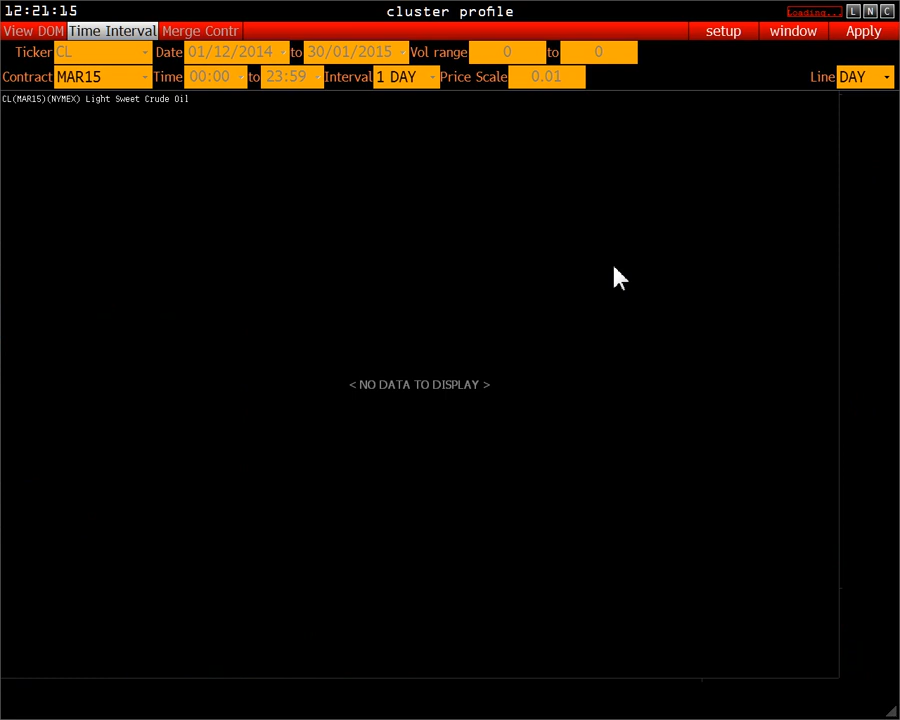 12:21:15 cluster profile Loading... L N C
View DOM Time Interval Merge Contr setup window Apply
Ticker CL Date 01/12/2014 to 30/01/2015 Vol range 0 to 0
Contract MAR15 Time 00:00 to 23:59 Interval 1 DAY Price Scale 0.01 Line DAY
CL(MAR15)(NYMEX) Light Sweet Crude Oil
< NO DATA TO DISPLAY >